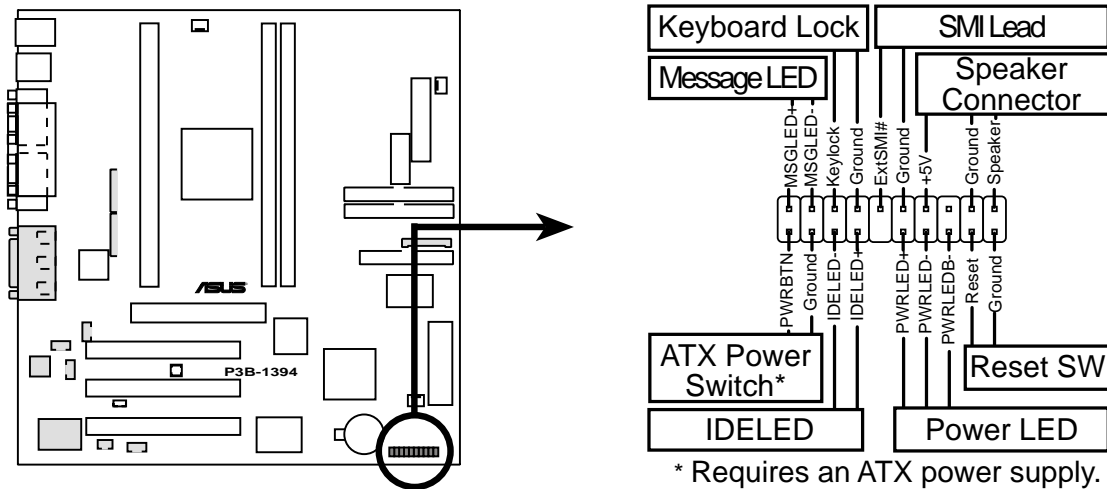 ASUS
P3B-1394
Keyboard Lock
SMI Lead
Message LED
Speaker
Connector
MSGLED+
MSGLED-
Keylock
Ground
ExtSMI#
Ground
+5V
Ground
Speaker
PWRBTN
Ground
IDELED-
IDELED+
PWRLED+
PWRLED-
PWRLEDB-
Reset
Ground
ATX Power
Switch*
Reset SW
IDELED
Power LED
* Requires an ATX power supply.